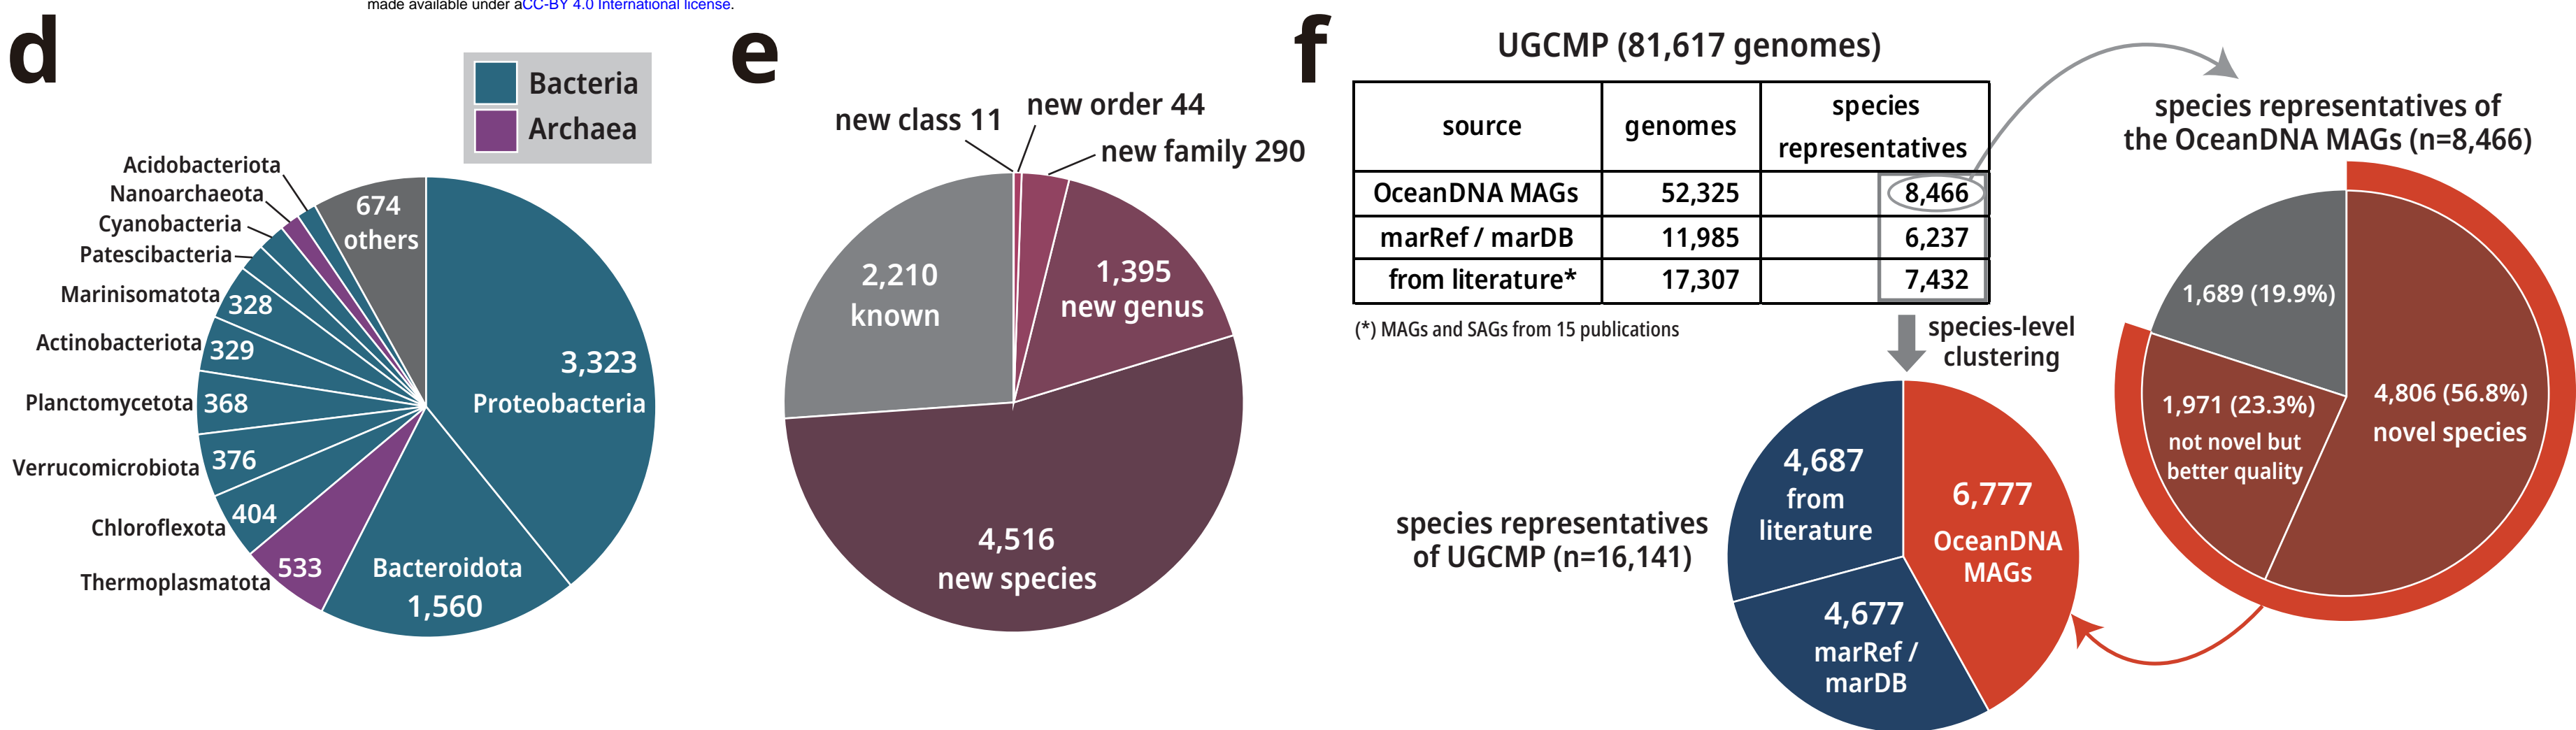 made available under aCC-BY 4.0 International license.
d
Bacteria
Archaea
Acidobacteriota
Nanoarchaeota
Cyanobacteria
Patescibacteria
Marinisomatota
328
Actinobacteriota
329
Planctomycetota
368
Verrucomicrobiota
376
Chloroflexota
404
Thermoplasmatota
533
Bacteroidota
1,560
3,323
Proteobacteria
674
others
e
new class 11
new order 44
new family 290
1,395
new genus
2,210
known
4,516
new species
f
UGCMP (81,617 genomes)
source genomes species
representatives
OceanDNA MAGs 52,325 8,466
marRef / marDB 11,985 6,237
from literature* 17,307 7,432
(*) MAGs and SAGs from 15 publications
species-level
clustering
species representatives
of UGCMP (n=16,141)
4,687
from
literature
6,777
OceanDNA
MAGs
4,677
marRef /
marDB
species representatives of
the OceanDNA MAGs (n=8,466)
1,689 (19.9%)
1,971 (23.3%)
not novel but
better quality
4,806 (56.8%)
novel species